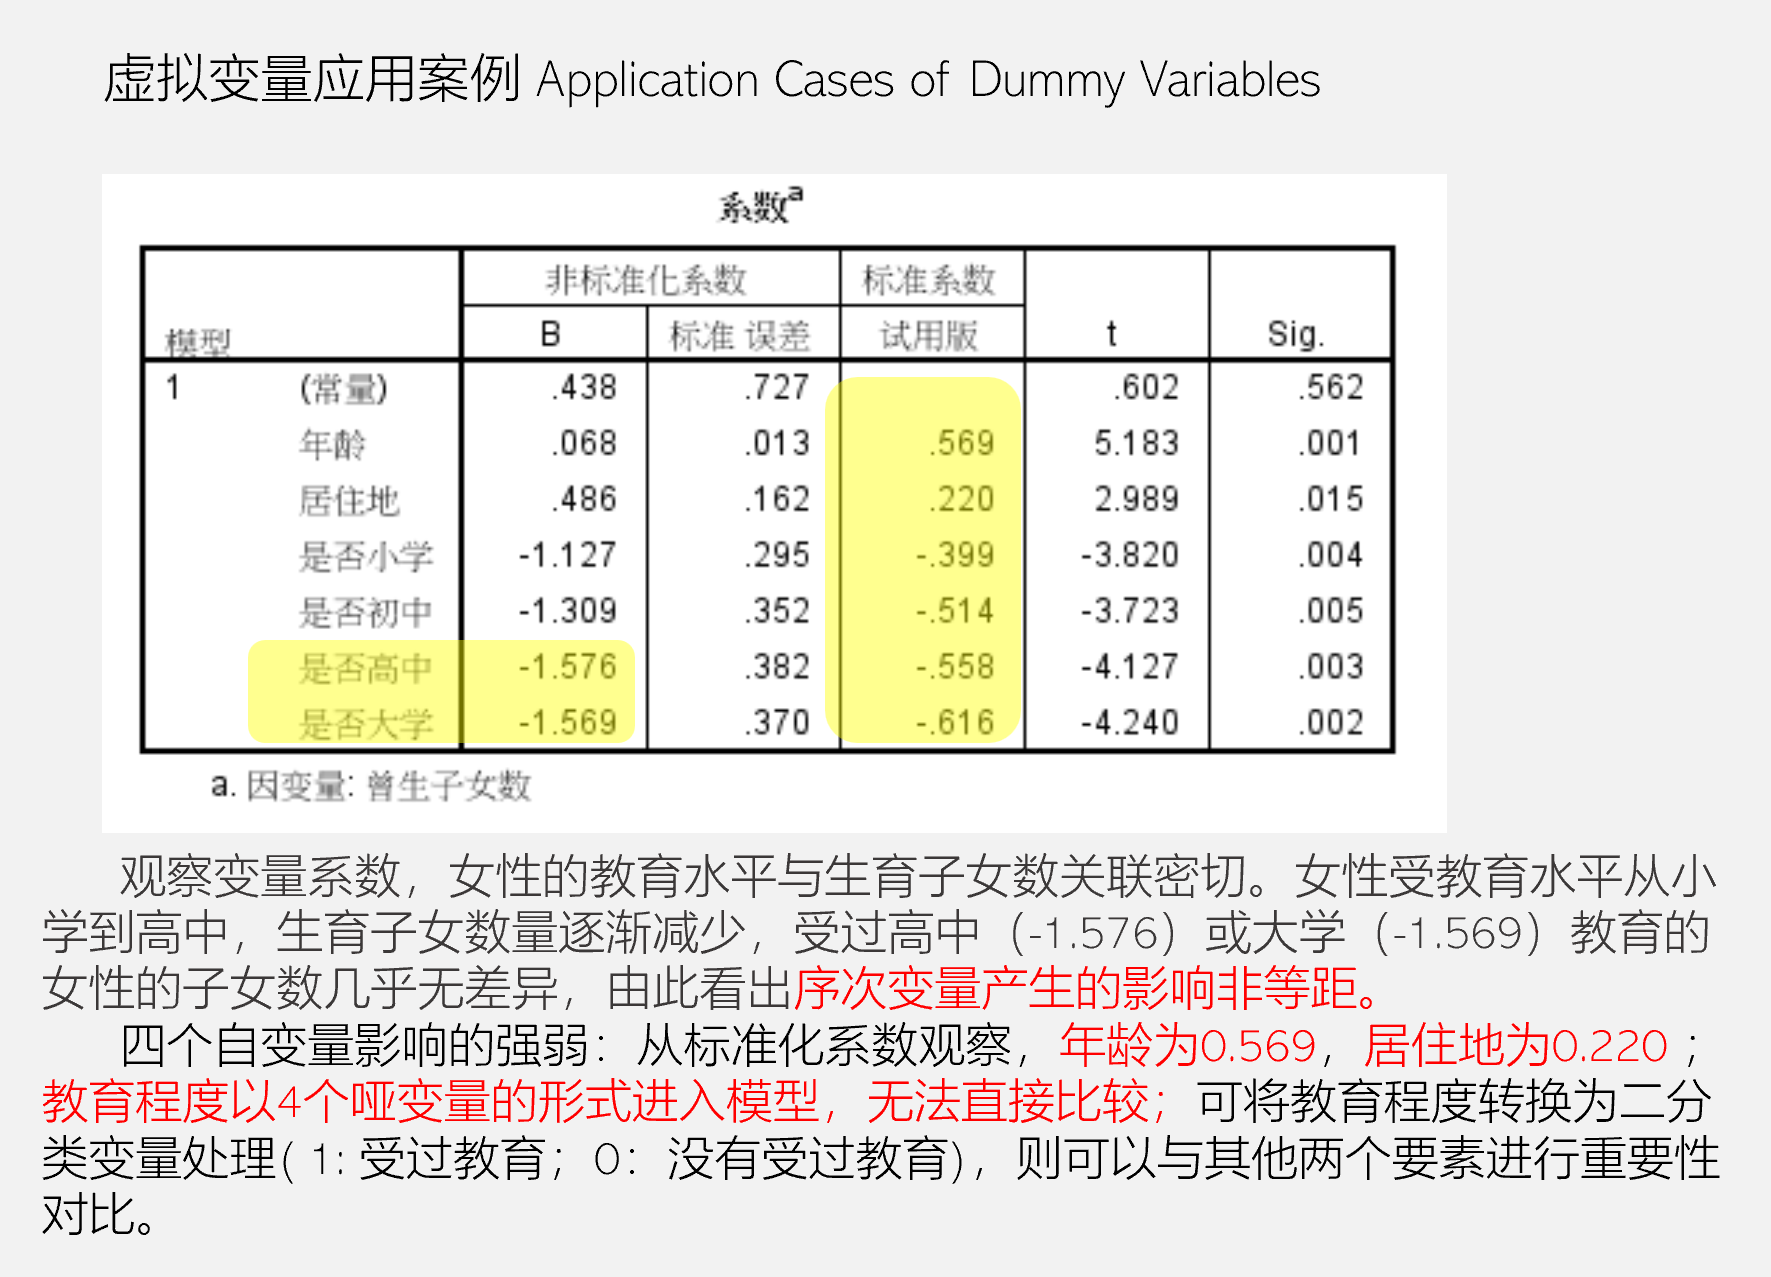 虚拟变量应用案例 Application Cases of Dummy Variables
系数a
非标准化系数 标准系数
模型 B 标准 误差 试用版 t Sig.
1 (常量) .438 .727 .602 .562
年龄 .068 .013 .569 5.183 .001
居住地 .486 .162 .220 2.989 .015
是否小学 -1.127 .295 -.399 -3.820 .004
是否初中 -1.309 .352 -.514 -3.723 .005
是否高中 -1.576 .382 -.558 -4.127 .003
是否大学 -1.569 .370 -.616 -4.240 .002
a. 因变量: 曾生子女数
观察变量系数，女性的教育水平与生育子女数关联密切。女性受教育水平从小
学到高中，生育子女数量逐渐减少，受过高中（-1.576）或大学（-1.569）教育的
女性的子女数几乎无差异，由此看出序次变量产生的影响非等距。
四个自变量影响的强弱：从标准化系数观察，年龄为0.569，居住地为0.220；
教育程度以4个哑变量的形式进入模型，无法直接比较；可将教育程度转换为二分
类变量处理( 1: 受过教育；0：没有受过教育)，则可以与其他两个要素进行重要性
对比。